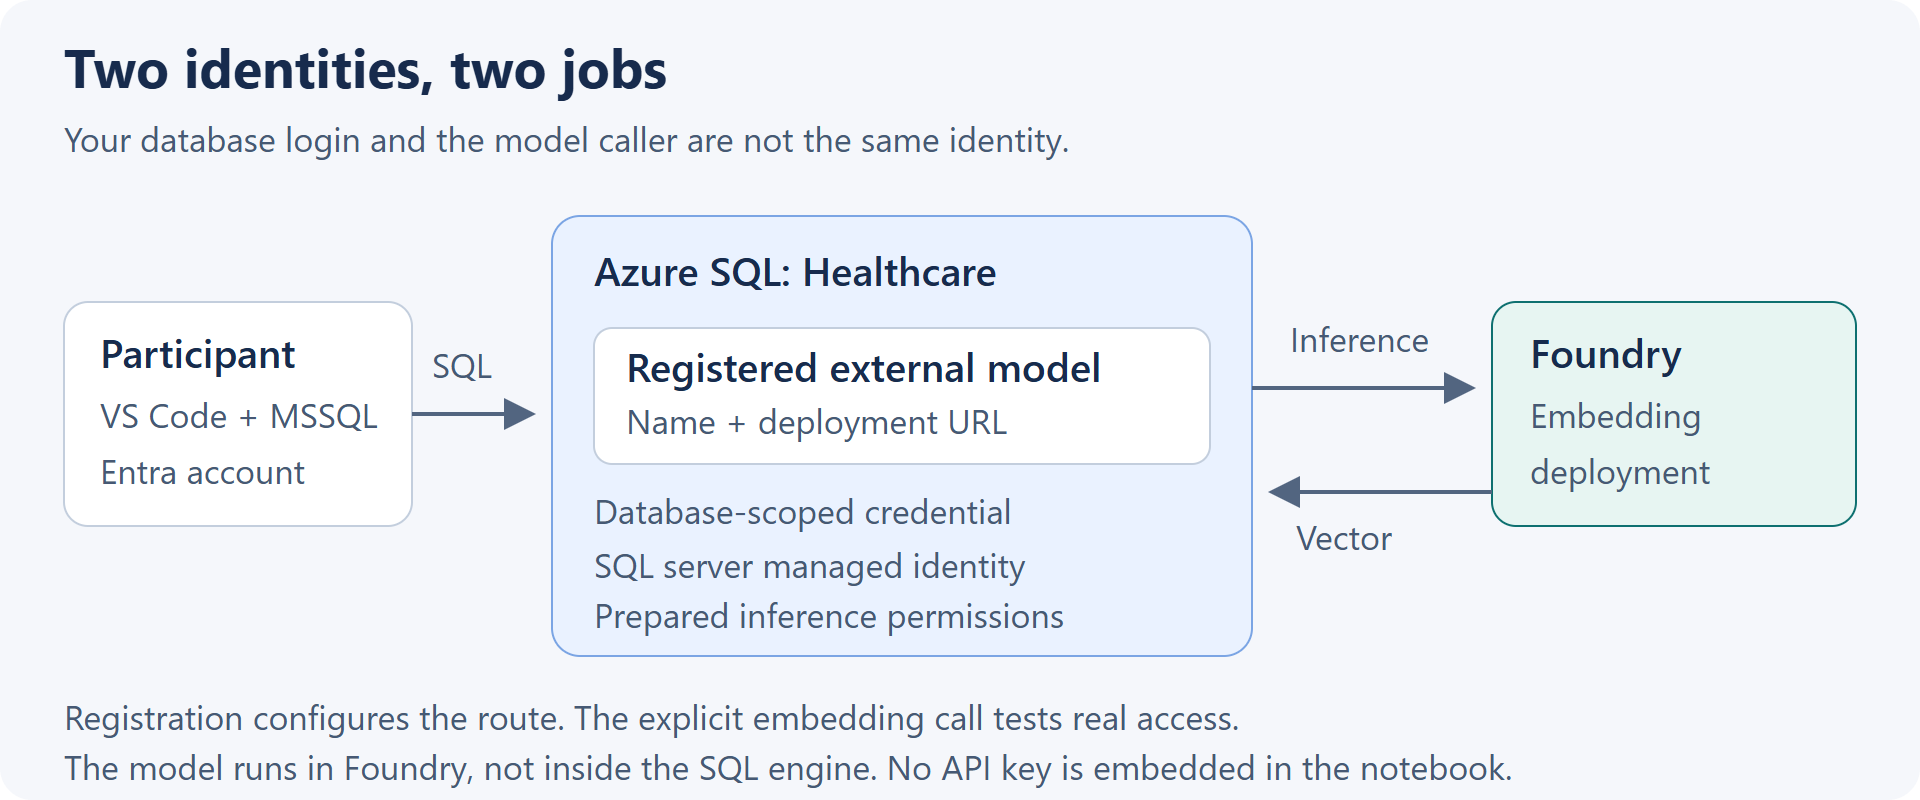 Two identities, two jobs
Your database login and the model caller are not the same identity.
Participant
VS Code + MSSQL
Entra account
SQL
Azure SQL: Healthcare
Registered external model
Name + deployment URL
Database-scoped credential
SQL server managed identity
Prepared inference permissions
Inference
Vector
Foundry
Embedding
deployment
Registration configures the route. The explicit embedding call tests real access.
The model runs in Foundry, not inside the SQL engine. No API key is embedded in the notebook.